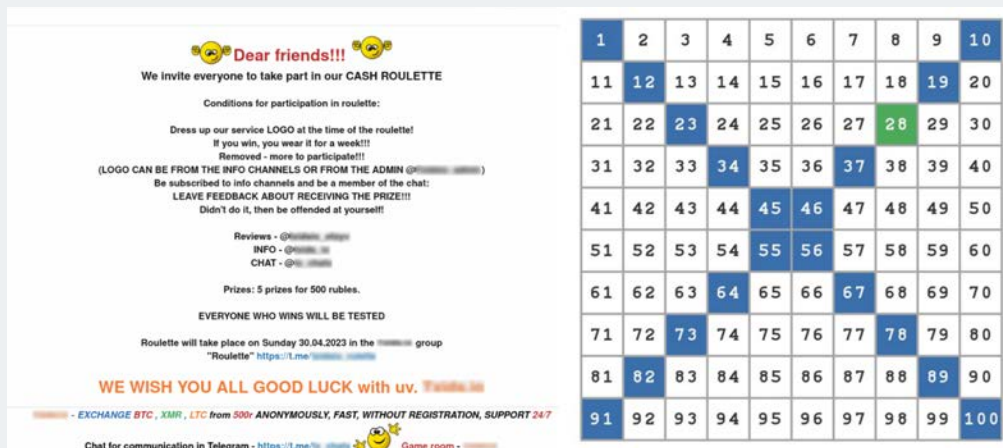 Dear friends!!!
We invite everyone to take part in our CASH ROULETTE
Conditions for participation in roulette:
Dress up our service LOGO at the time of the roulette!
If you win, you wear it for a week!!!
Removed - more to participate!!!
(LOGO CAN BE FROM THE INFO CHANNELS OR FROM THE ADMIN @ )
Be subscribed to info channels and be a member of the chat:
LEAVE FEEDBACK ABOUT RECEIVING THE PRIZE!!!
Didn't do it, then be offended at yourself!
Reviews - @
INFO - @
CHAT - @
Prizes: 5 prizes for 500 rubles.
EVERYONE WHO WINS WILL BE TESTED
Roulette will take place on Sunday 30.04.2023 in the group
"Roulette" https://t.me/
WE WISH YOU ALL GOOD LUCK with uv.
- EXCHANGE BTC , XMR , LTC from 500r ANONYMOUSLY, FAST, WITHOUT REGISTRATION, SUPPORT 24/7
Chat for communication in Telegram - https://t.me/ Game room -
1 2 3 4 5 6 7 8 9 10
11 12 13 14 15 16 17 18 19 20
21 22 23 24 25 26 27 28 29 30
31 32 33 34 35 36 37 38 39 40
41 42 43 44 45 46 47 48 49 50
51 52 53 54 55 56 57 58 59 60
61 62 63 64 65 66 67 68 69 70
71 72 73 74 75 76 77 78 79 80
81 82 83 84 85 86 87 88 89 90
91 92 93 94 95 96 97 98 99 100